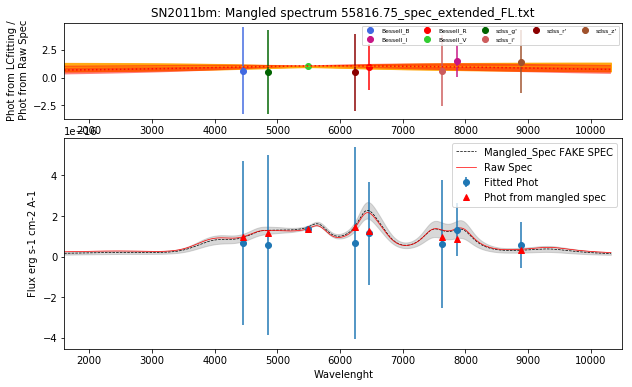 SN2011bm: Mangled spectrum 55816.75_spec_extended_FL.txt
Phot from LCfitting /
Phot from Raw Spec
2.5
0.0
−2.5
Bessell_B
Bessell_I
Bessell_R
Bessell_V
sdss_g'
sdss_i'
sdss_r'
sdss_z'
2000 3000 4000 5000 6000 7000 8000 9000 10000
1e−16
Flux erg s-1 cm-2 A-1
4
2
0
−2
−4
Mangled_Spec FAKE SPEC
Raw Spec
Fitted Phot
Phot from mangled spec
2000 3000 4000 5000 6000 7000 8000 9000 10000
Wavelenght